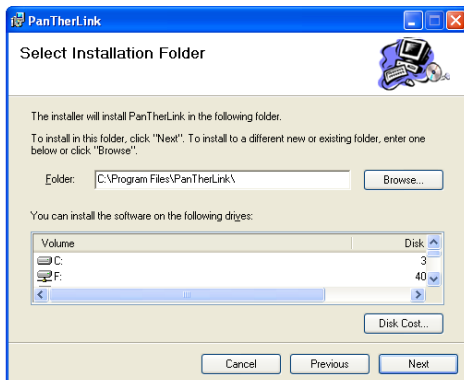 PanTherLink
Select Installation Folder
The installer will install PanTherLink in the following folder.
To install in this folder, click "Next". To install to a different new or existing folder, enter one
below or click "Browse".
Folder: C:\Program Files\PanTherLink\ Browse...
You can install the software on the following drives:
Volume Disk
C: 3
F: 40
Disk Cost...
Cancel Previous Next